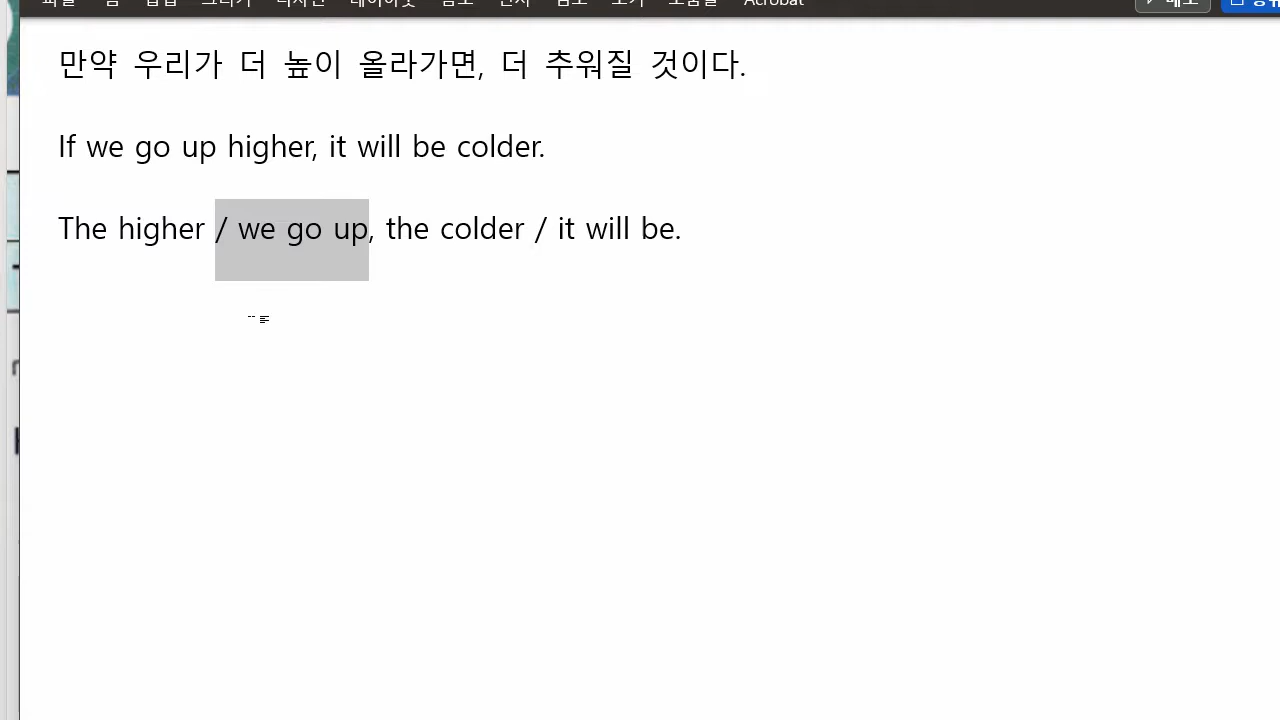 Acrobat
만약 우리가 더 높이 올라가면, 더 추워질 것이다.
If we go up higher, it will be colder.
The higher / we go up, the colder / it will be.